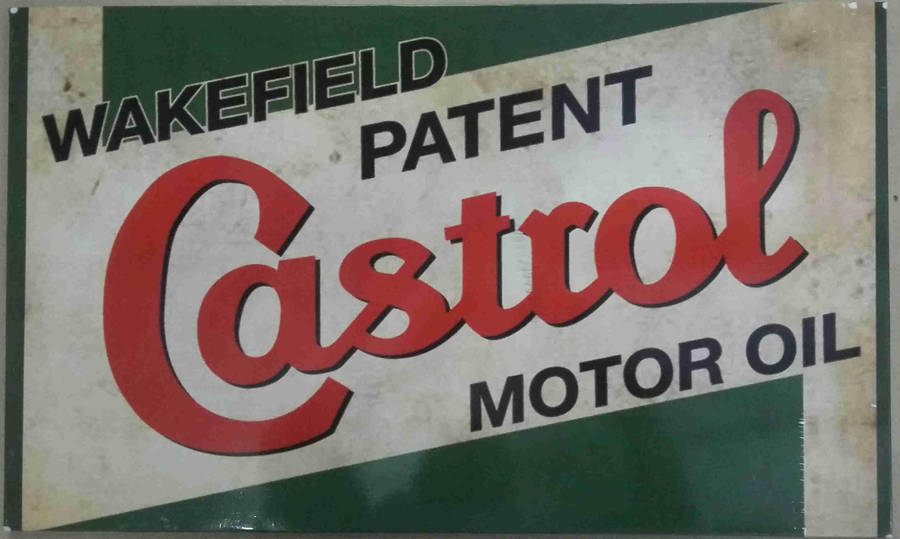 WAKEFIELD
PATENT
Castrol
MOTOR OIL